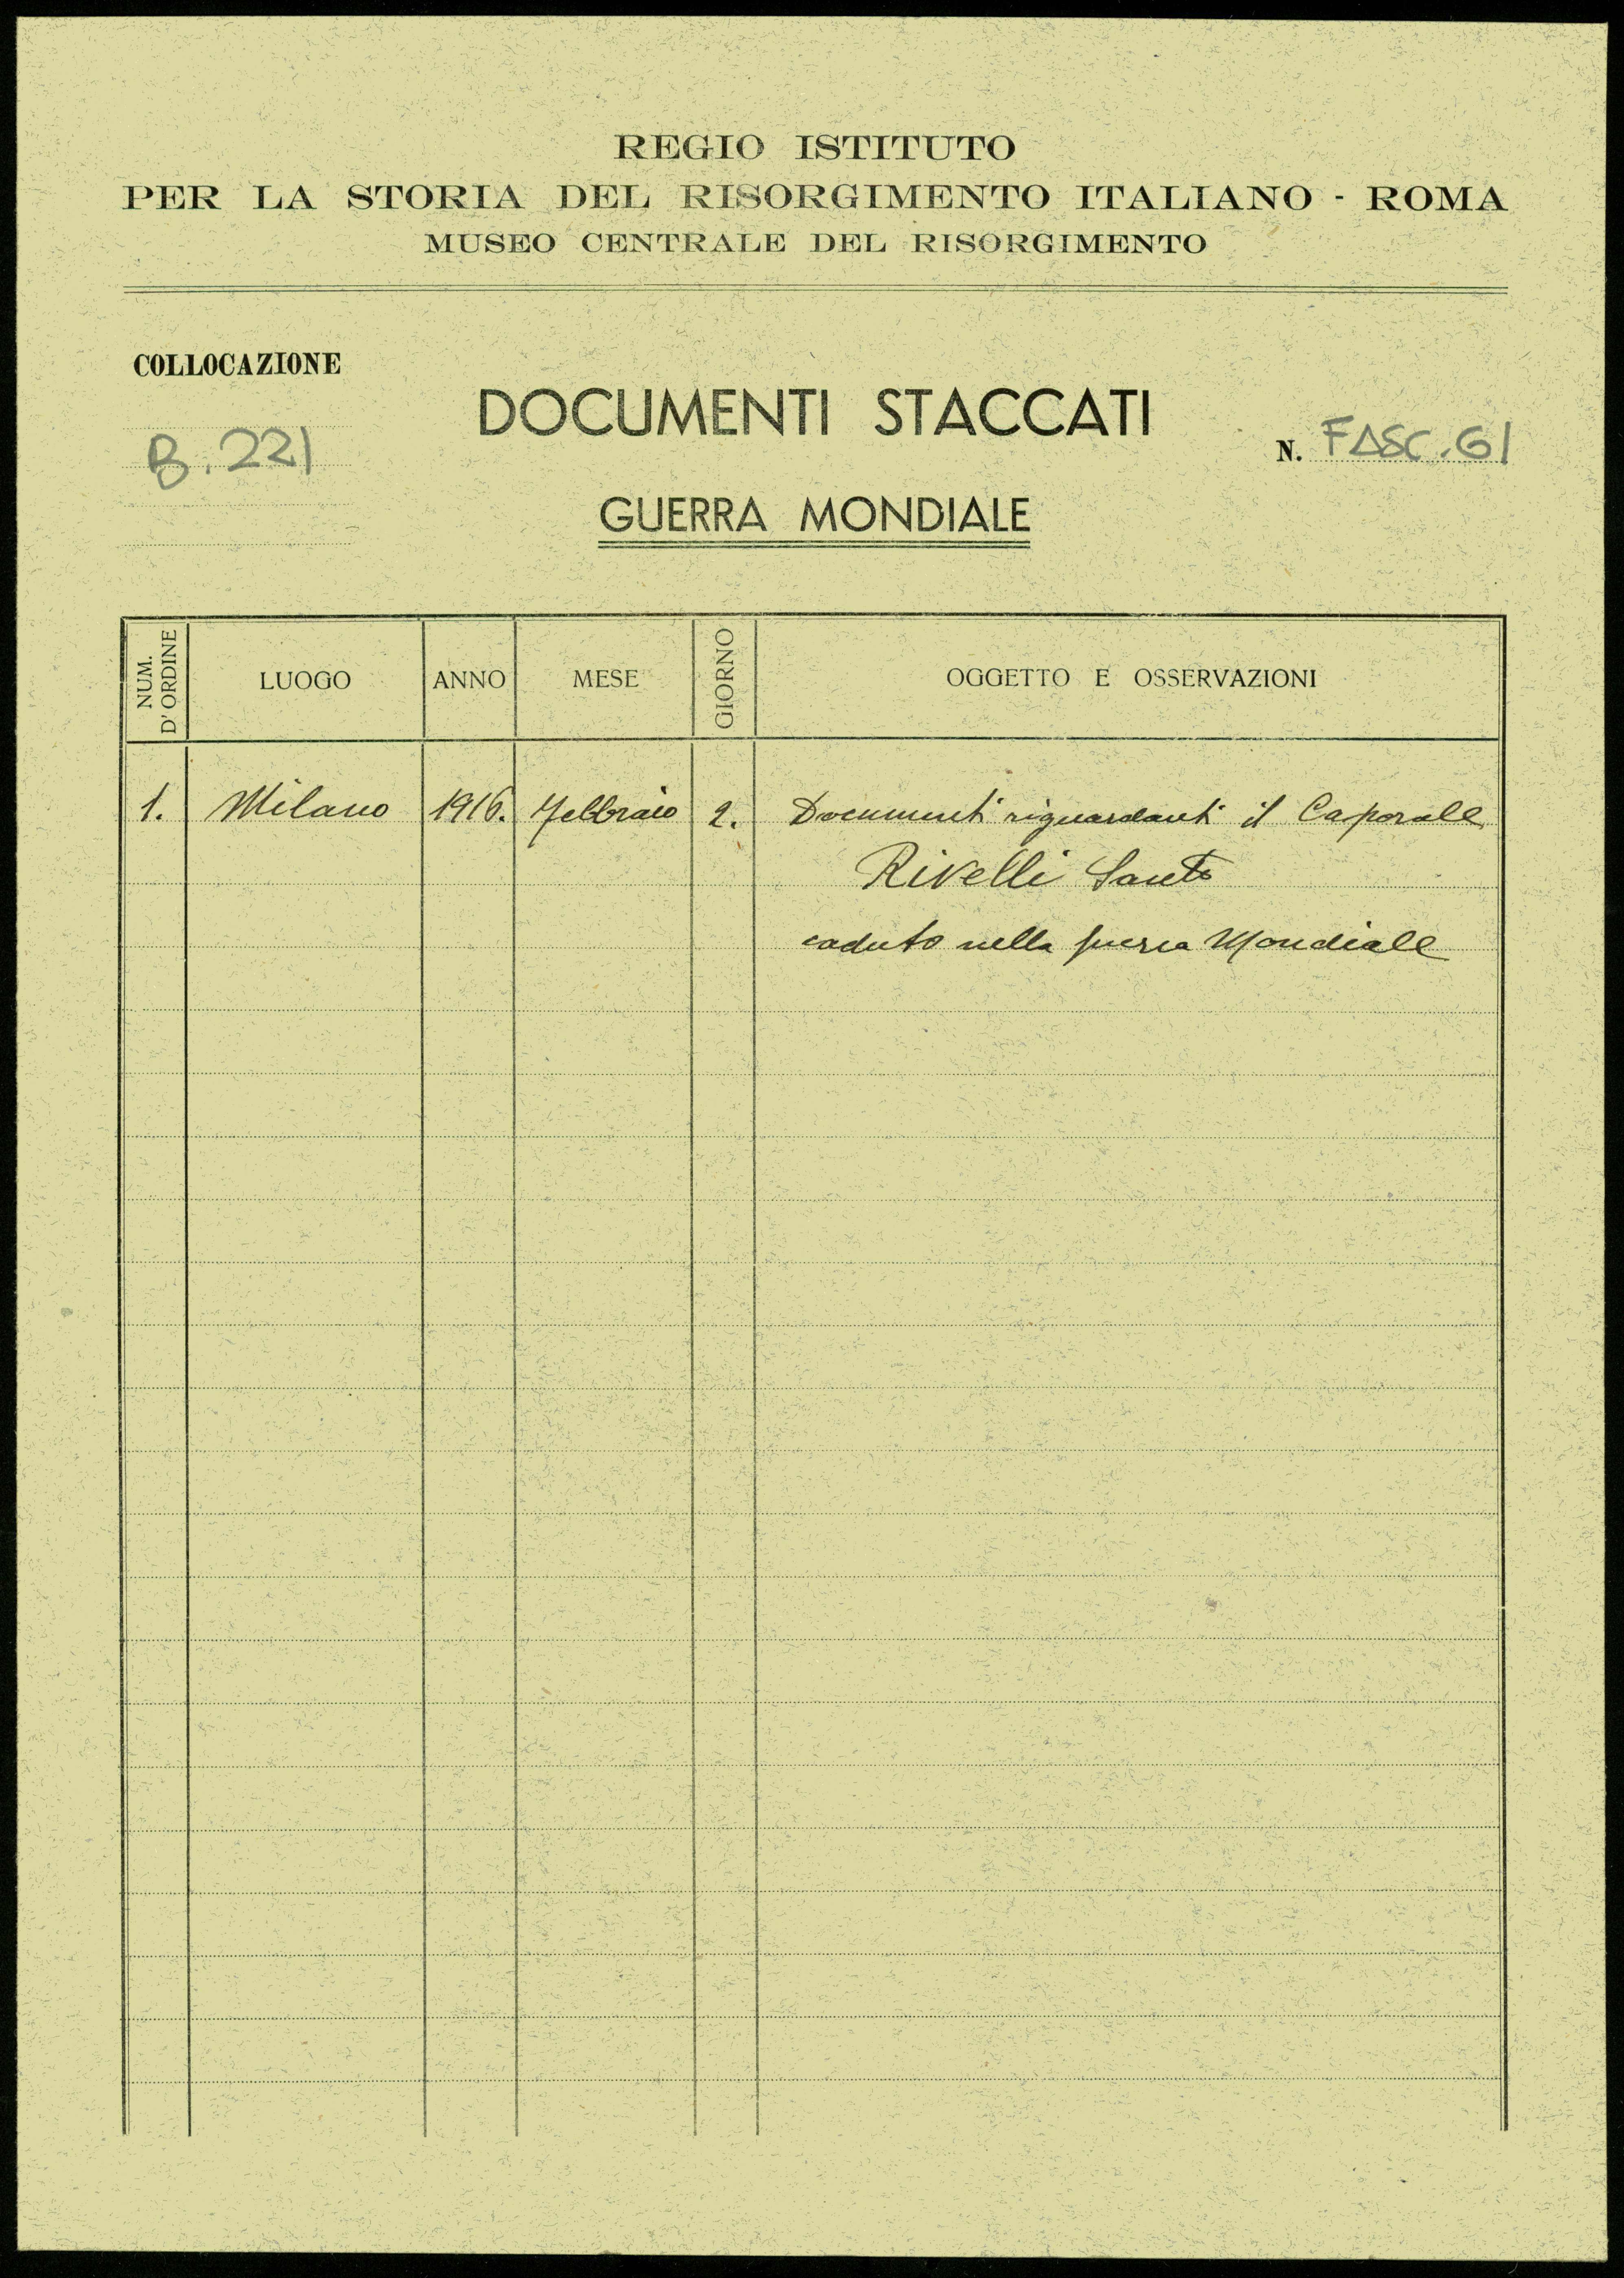 REGIO ISTITUTO
PER LA STORIA DEL RISORGIMENTO ITALIANO - ROMA
MUSEO CENTRALE DEL RISORGIMENTO
COLLOCAZIONE
DOCUMENTI STACCATI
B. 221
N. FASC. 61
GUERRA MONDIALE
NUM. D'ORDINE LUOGO ANNO MESE GIORNO OGGETTO E OSSERVAZIONI
1. Milano 1916. Febbraio 2. Documenti riguardanti il Caporale
Rivelli Santo
caduto nella guerra Mondiale